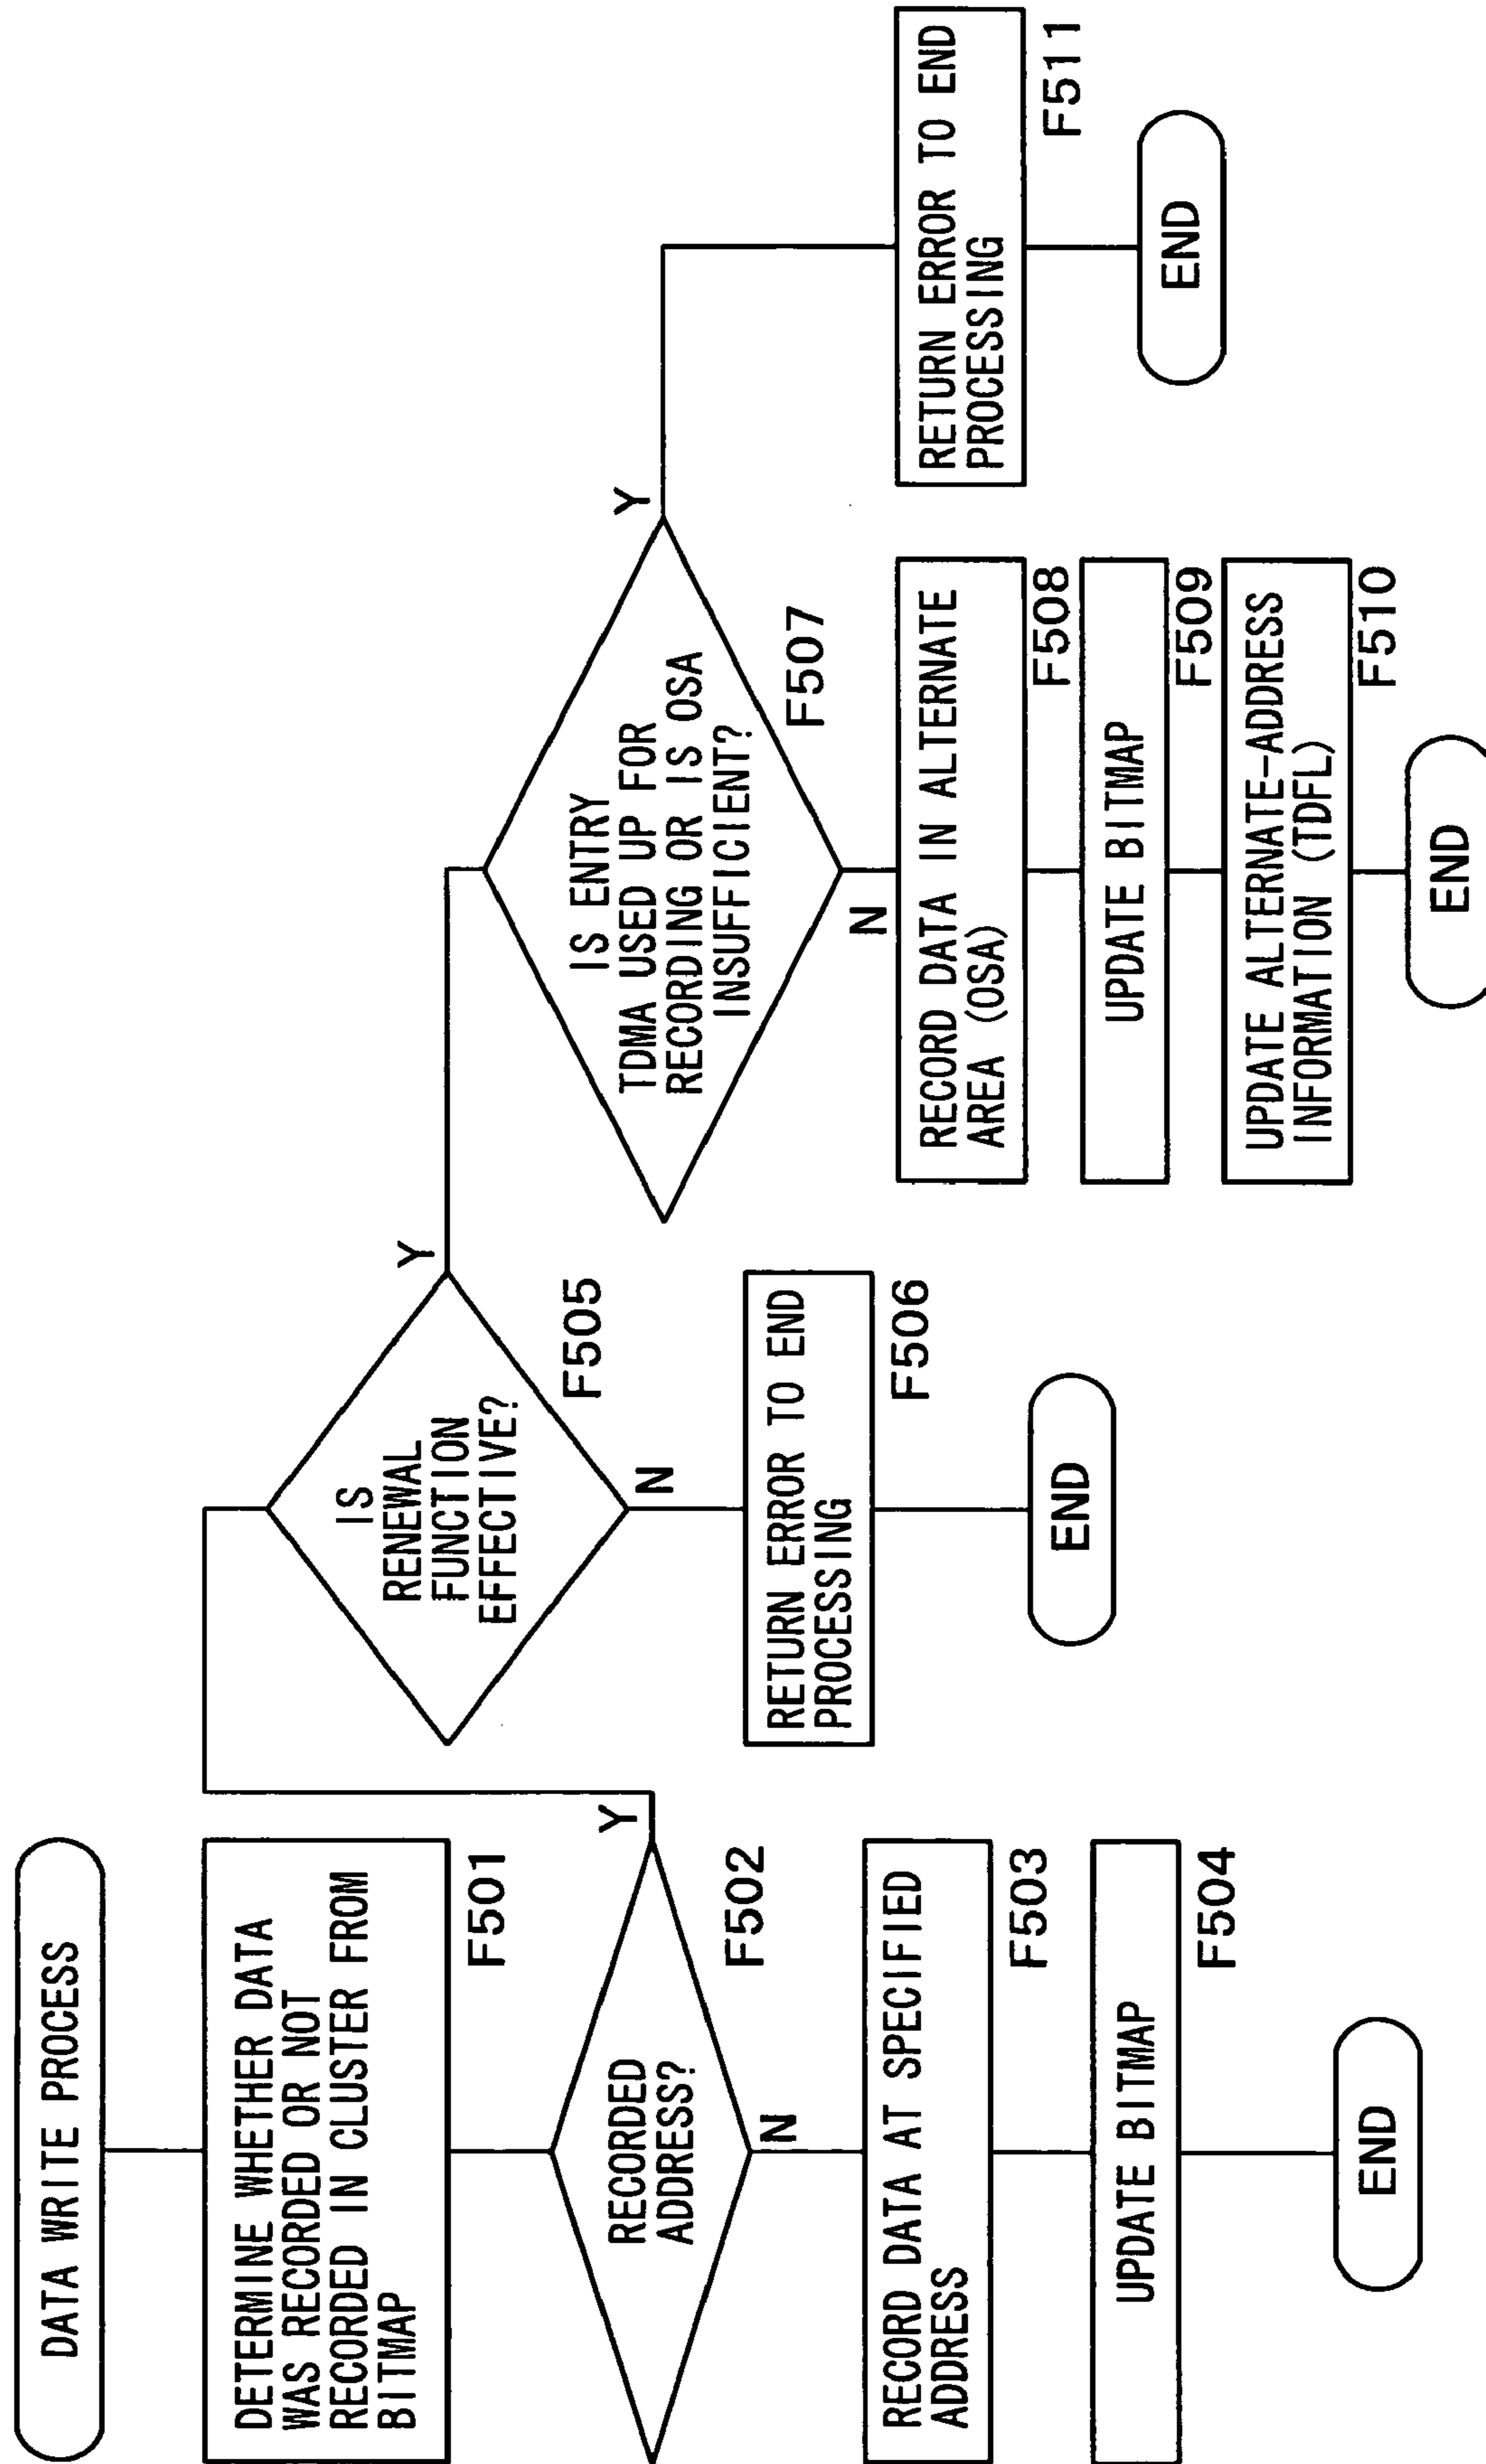 DATA WRITE PROCESS
DETERMINE WHETHER DATA
WAS RECORDED OR NOT
RECORDED IN CLUSTER FROM
BITMAP
F501
RECORDED
ADDRESS?
Y
F502
N
RECORD DATA AT SPECIFIED
ADDRESS
F503
UPDATE BITMAP
F504
END
IS
RENEWAL
FUNCTION
EFFECTIVE?
Y
F505
N
RETURN ERROR TO END
PROCESSING
F506
END
IS ENTRY
TDMA USED UP FOR
RECORDING OR IS OSA
INSUFFICIENT?
Y
F507
N
RECORD DATA IN ALTERNATE
AREA (OSA)
F508
UPDATE BITMAP
F509
UPDATE ALTERNATE-ADDRESS
INFORMATION (TDFL)
F510
END
RETURN ERROR TO END
PROCESSING
F511
END